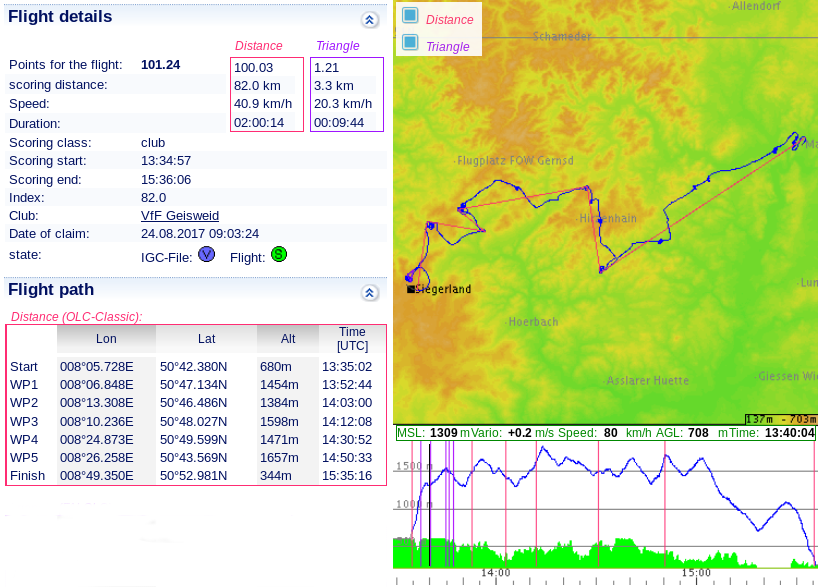 Flight details
Distance Triangle
Points for the flight: 101.24 100.03 1.21
scoring distance: 82.0 km 3.3 km
Speed: 40.9 km/h 20.3 km/h
Duration: 02:00:14 00:09:44
Scoring class: club
Scoring start: 13:34:57
Scoring end: 15:36:06
Index: 82.0
Club: VfF Geisweid
Date of claim: 24.08.2017 09:03:24
state: IGC-File: V Flight: S
Flight path
Distance (OLC-Classic):
Lon Lat Alt Time [UTC]
Start 008°05.728E 50°42.380N 680m 13:35:02
WP1 008°06.848E 50°47.134N 1454m 13:52:44
WP2 008°13.308E 50°46.486N 1384m 14:03:00
WP3 008°10.236E 50°48.027N 1598m 14:12:08
WP4 008°24.873E 50°49.599N 1471m 14:30:52
WP5 008°26.258E 50°43.569N 1657m 14:50:33
Finish 008°49.350E 50°52.981N 344m 15:35:16
Distance
Triangle
Allendorf
Schameder
Ma
Flugplatz FOW Gernsd
Hirzenhain
Siegerland
Lun
Hoerbach
Asslarer Huette
Giessen Wie
137m - 703m
MSL: 1309 m Vario: +0.2 m/s Speed: 80 km/h AGL: 708 m Time: 13:40:04
1500 m
1000 m
14:00 15:00